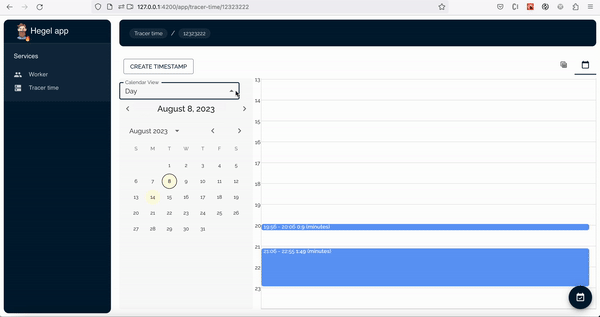 127.0.0.1:4200/app/tracer-time/12323222
Hegel app
Tracer time / 12323222
Services
Worker
Tracer time
CREATE TIMESTAMP
Calendar View
Day
August 8, 2023
August 2023
S M T W T F S
1 2 3 4 5
6 7 8 9 10 11 12
13 14 15 16 17 18 19
20 21 22 23 24 25 26
27 28 29 30 31
13
14
15
16
17
18
19
20
19:58 - 20:06 0:9 (minutes)
21
21:06 - 22:55 1:49 (minutes)
22
23